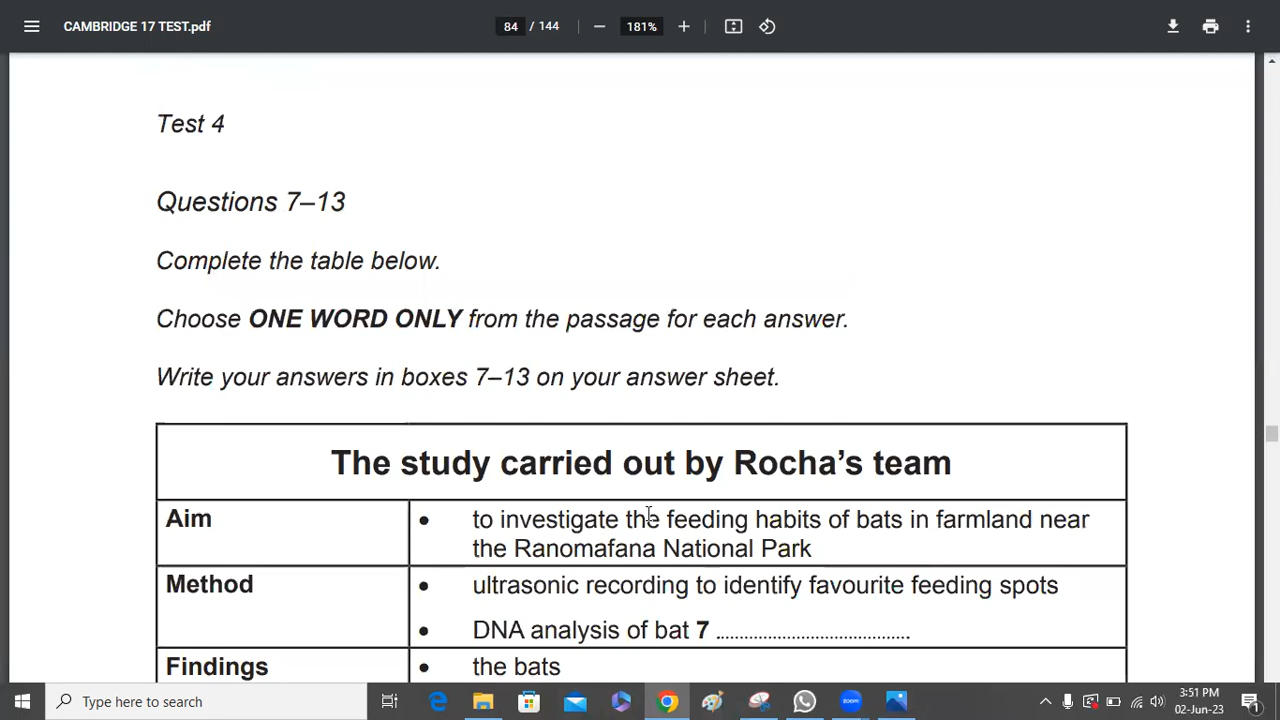 CAMBRIDGE 17 TEST.pdf
84 / 144
181%
Test 4
Questions 7–13
Complete the table below.
Choose ONE WORD ONLY from the passage for each answer.
Write your answers in boxes 7–13 on your answer sheet.
The study carried out by Rocha’s team
Aim
• to investigate the feeding habits of bats in farmland near
the Ranomafana National Park
Method
• ultrasonic recording to identify favourite feeding spots
• DNA analysis of bat 7 .......................................
Findings
• the bats
Type here to search
3:51 PM
02-Jun-23
1